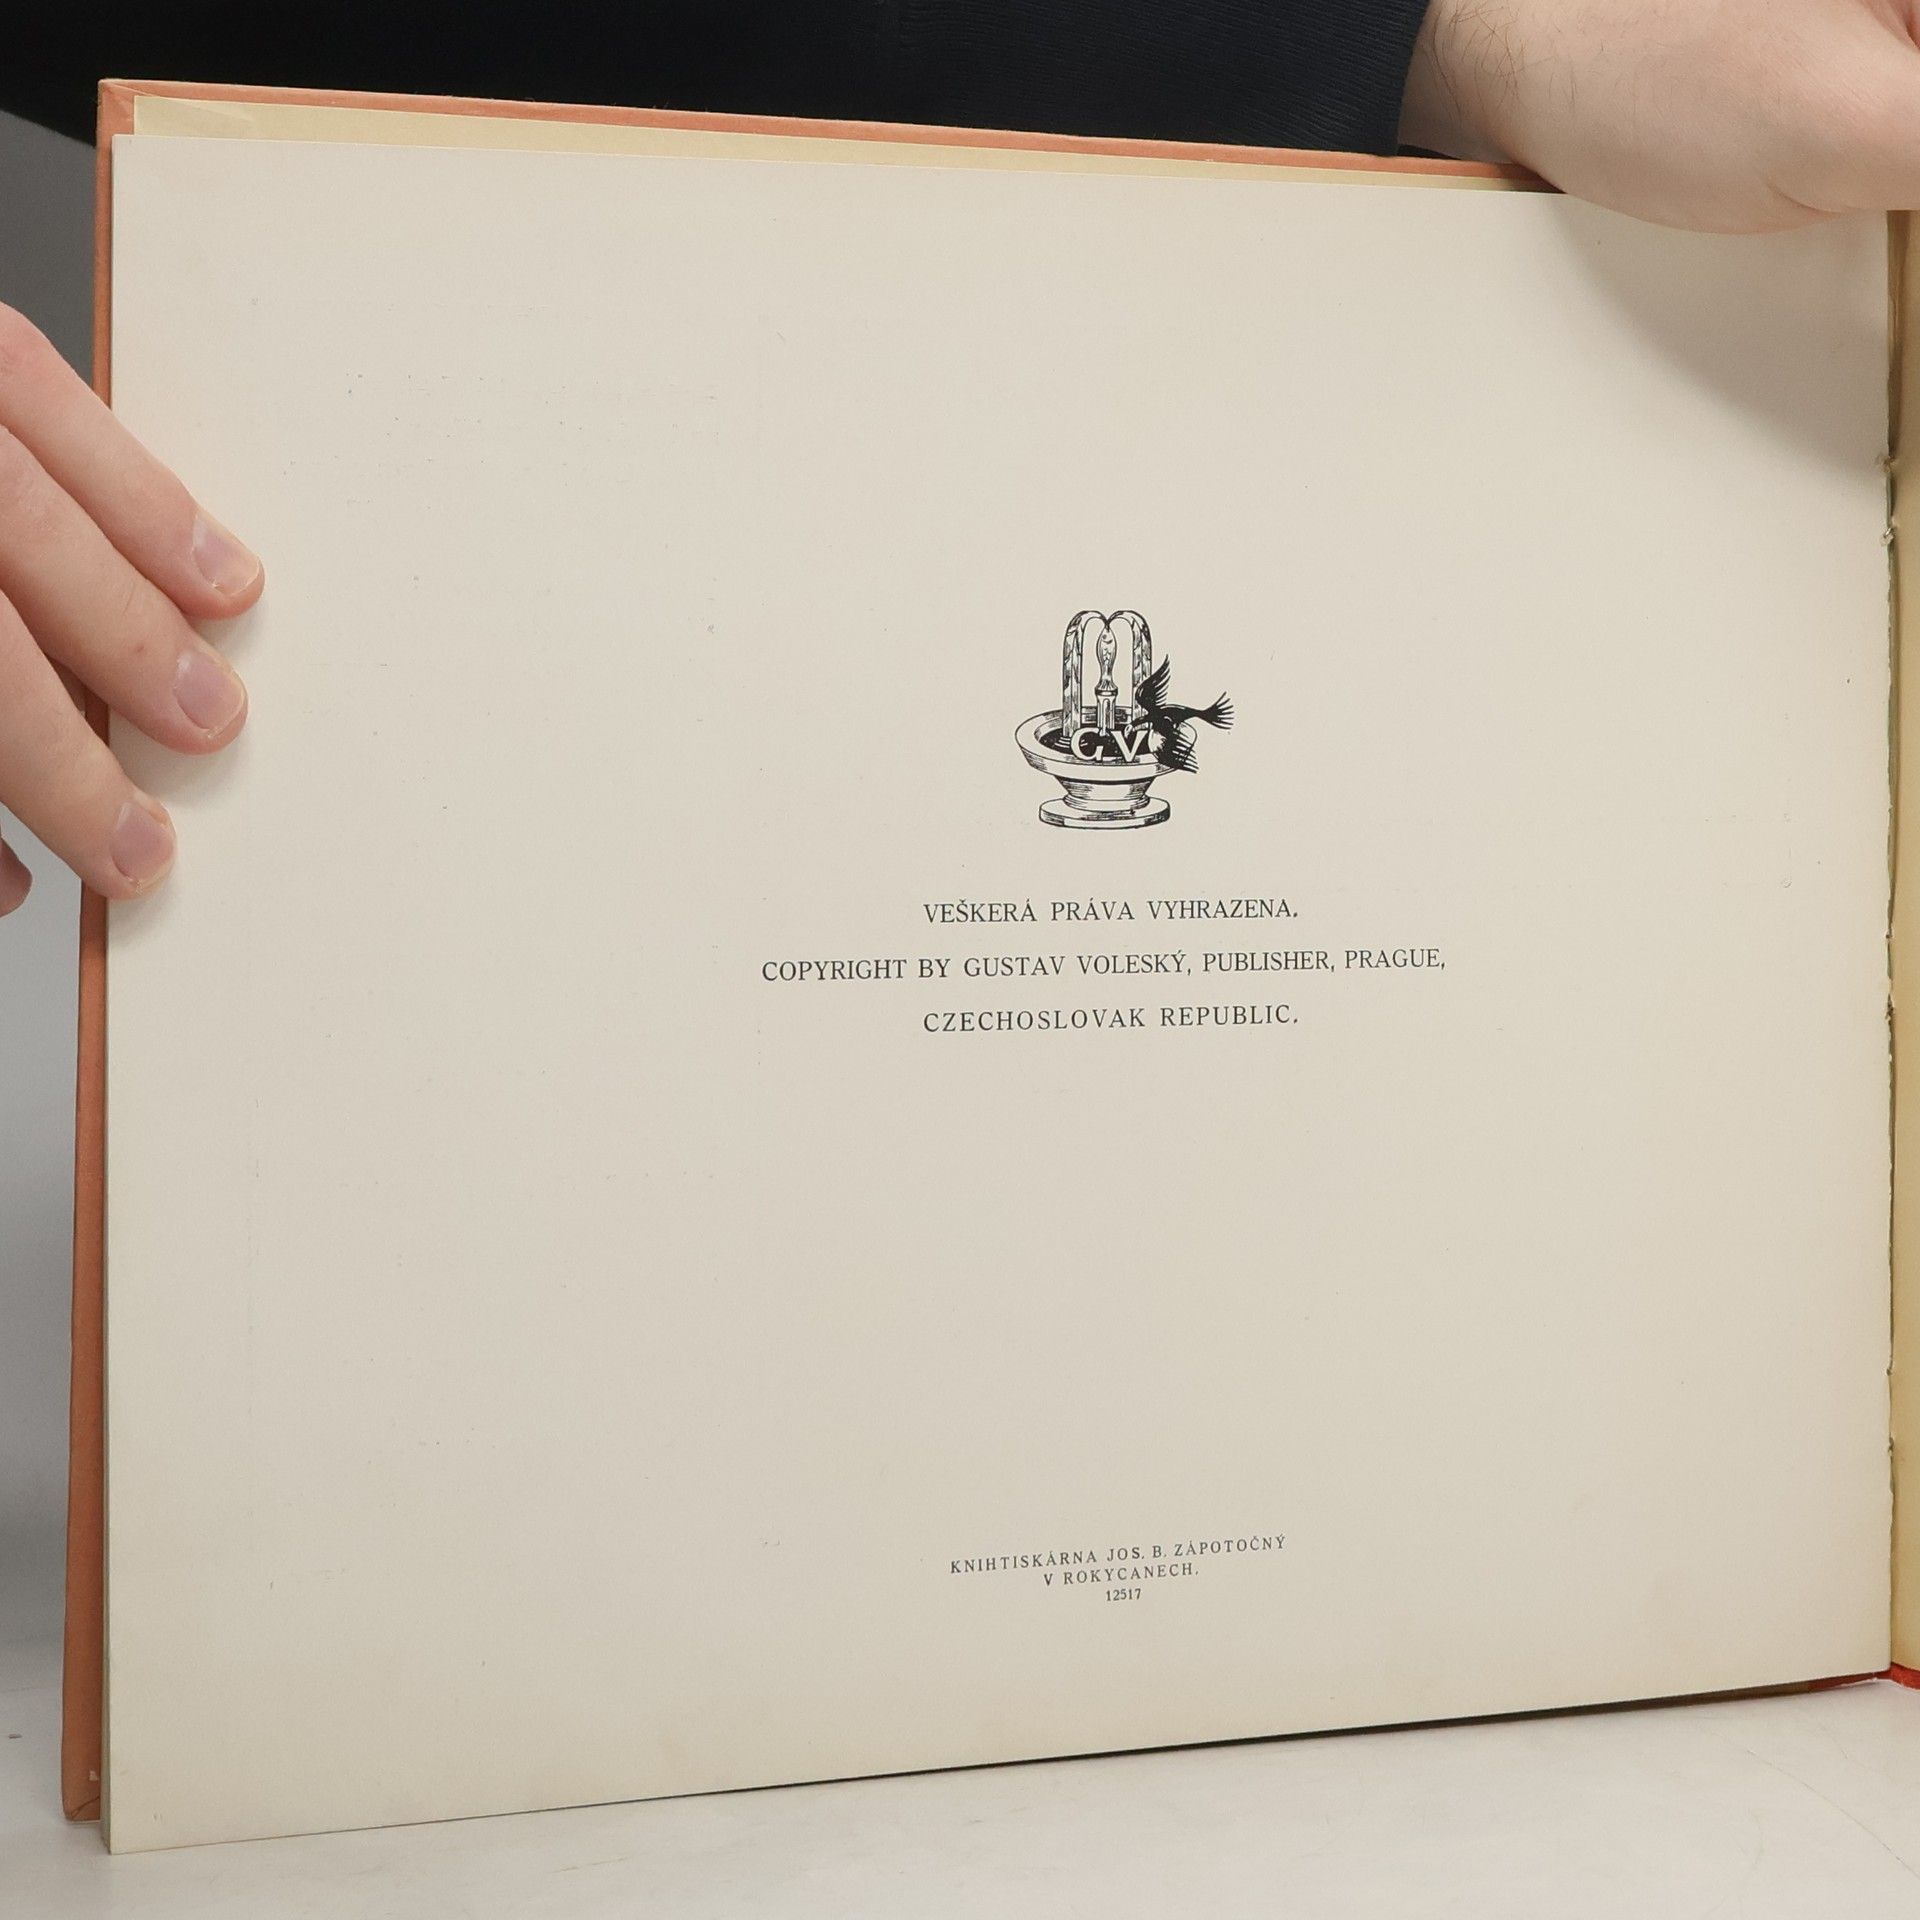 GV
VEŠKERÁ PRÁVA VYHRAZENA.
COPYRIGHT BY GUSTAV VOLESKÝ, PUBLISHER, PRAGUE,
CZECHOSLOVAK REPUBLIC.
KNIHTISKÁRNA JOS. B. ZÁPOTOČNÝ
V ROKYCANECH.
12517